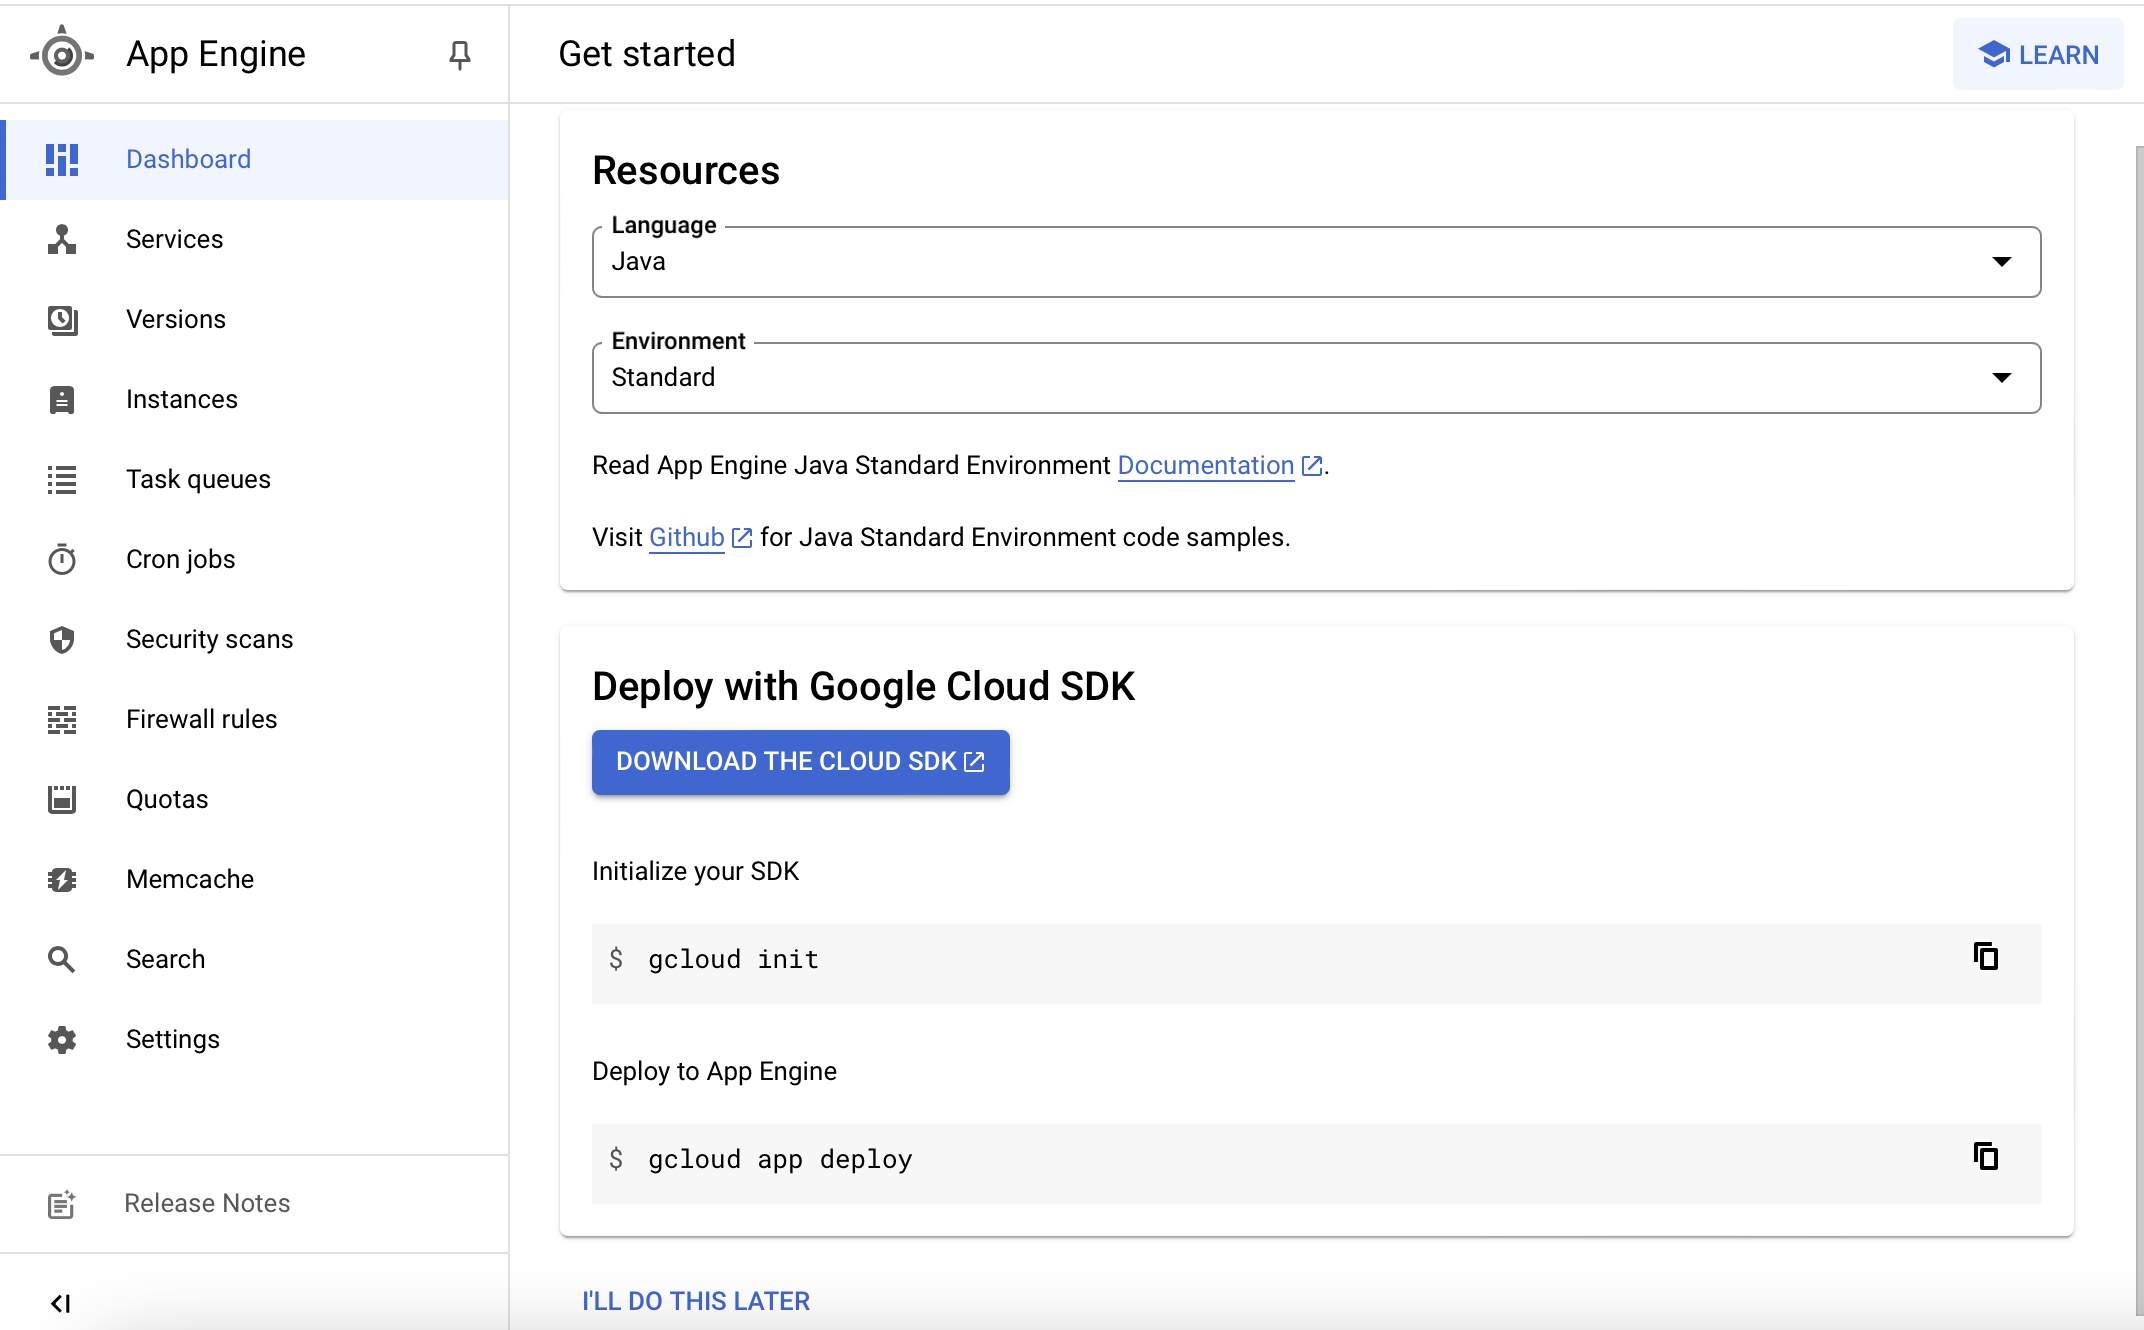 App Engine
Get started
LEARN
Dashboard
Services
Versions
Instances
Task queues
Cron jobs
Security scans
Firewall rules
Quotas
Memcache
Search
Settings
Release Notes
Resources
Language
Java
Environment
Standard
Read App Engine Java Standard Environment Documentation.
Visit Github for Java Standard Environment code samples.
Deploy with Google Cloud SDK
DOWNLOAD THE CLOUD SDK
Initialize your SDK
$ gcloud init
Deploy to App Engine
$ gcloud app deploy
I'LL DO THIS LATER